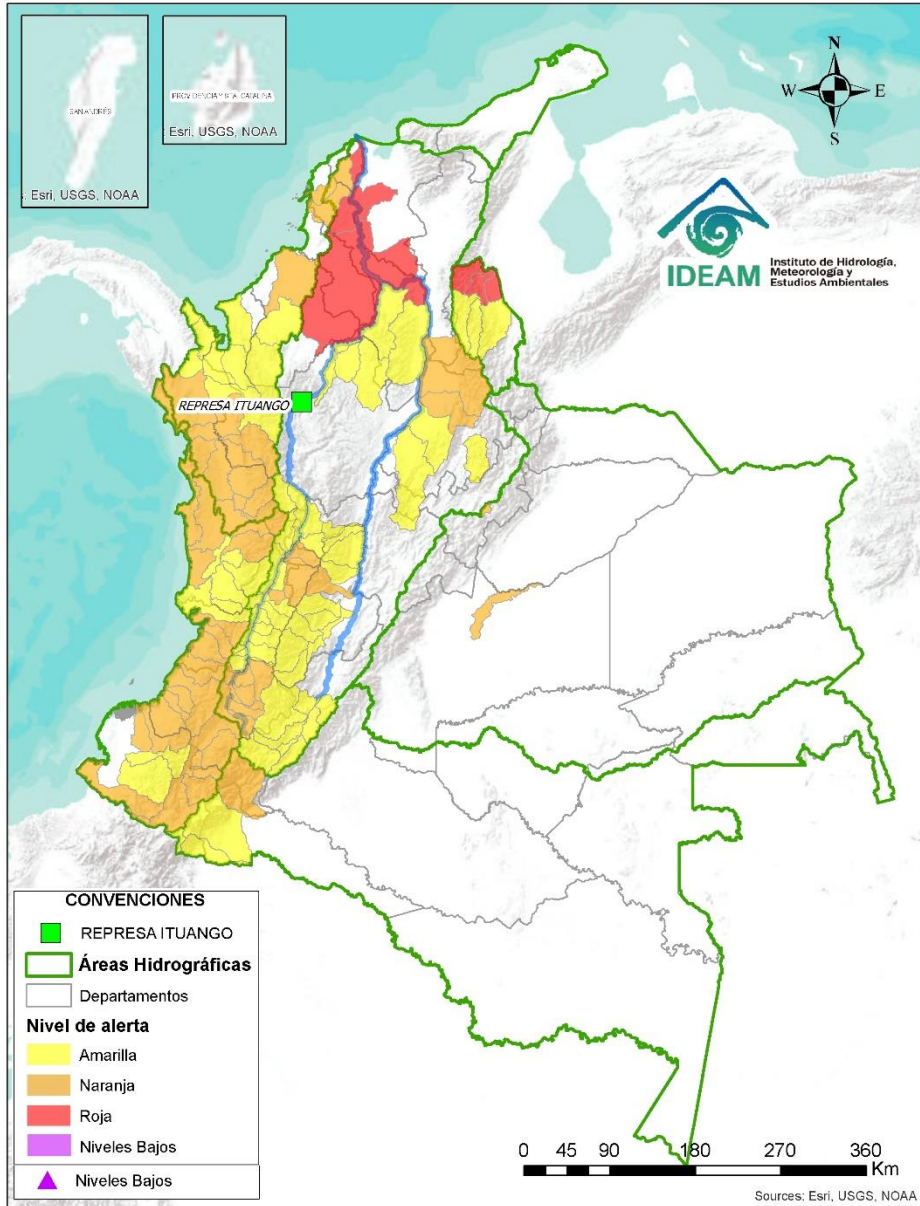 SAN ANDRÉS
: Esri, USGS, NOAA
PROVIDENCIA Y STA. CATALINA
: Esri, USGS, NOAA
N
W
E
S
IDEAM
Instituto de Hidrología,
Meteorología y
Estudios Ambientales
REPRESA ITUANGO
CONVENCIONES
REPRESA ITUANGO
Áreas Hidrográficas
Departamentos
Nivel de alerta
Amarilla
Naranja
Roja
Niveles Bajos
Niveles Bajos
0 45 90 180 270 360
Km
Sources: Esri, USGS, NOAA